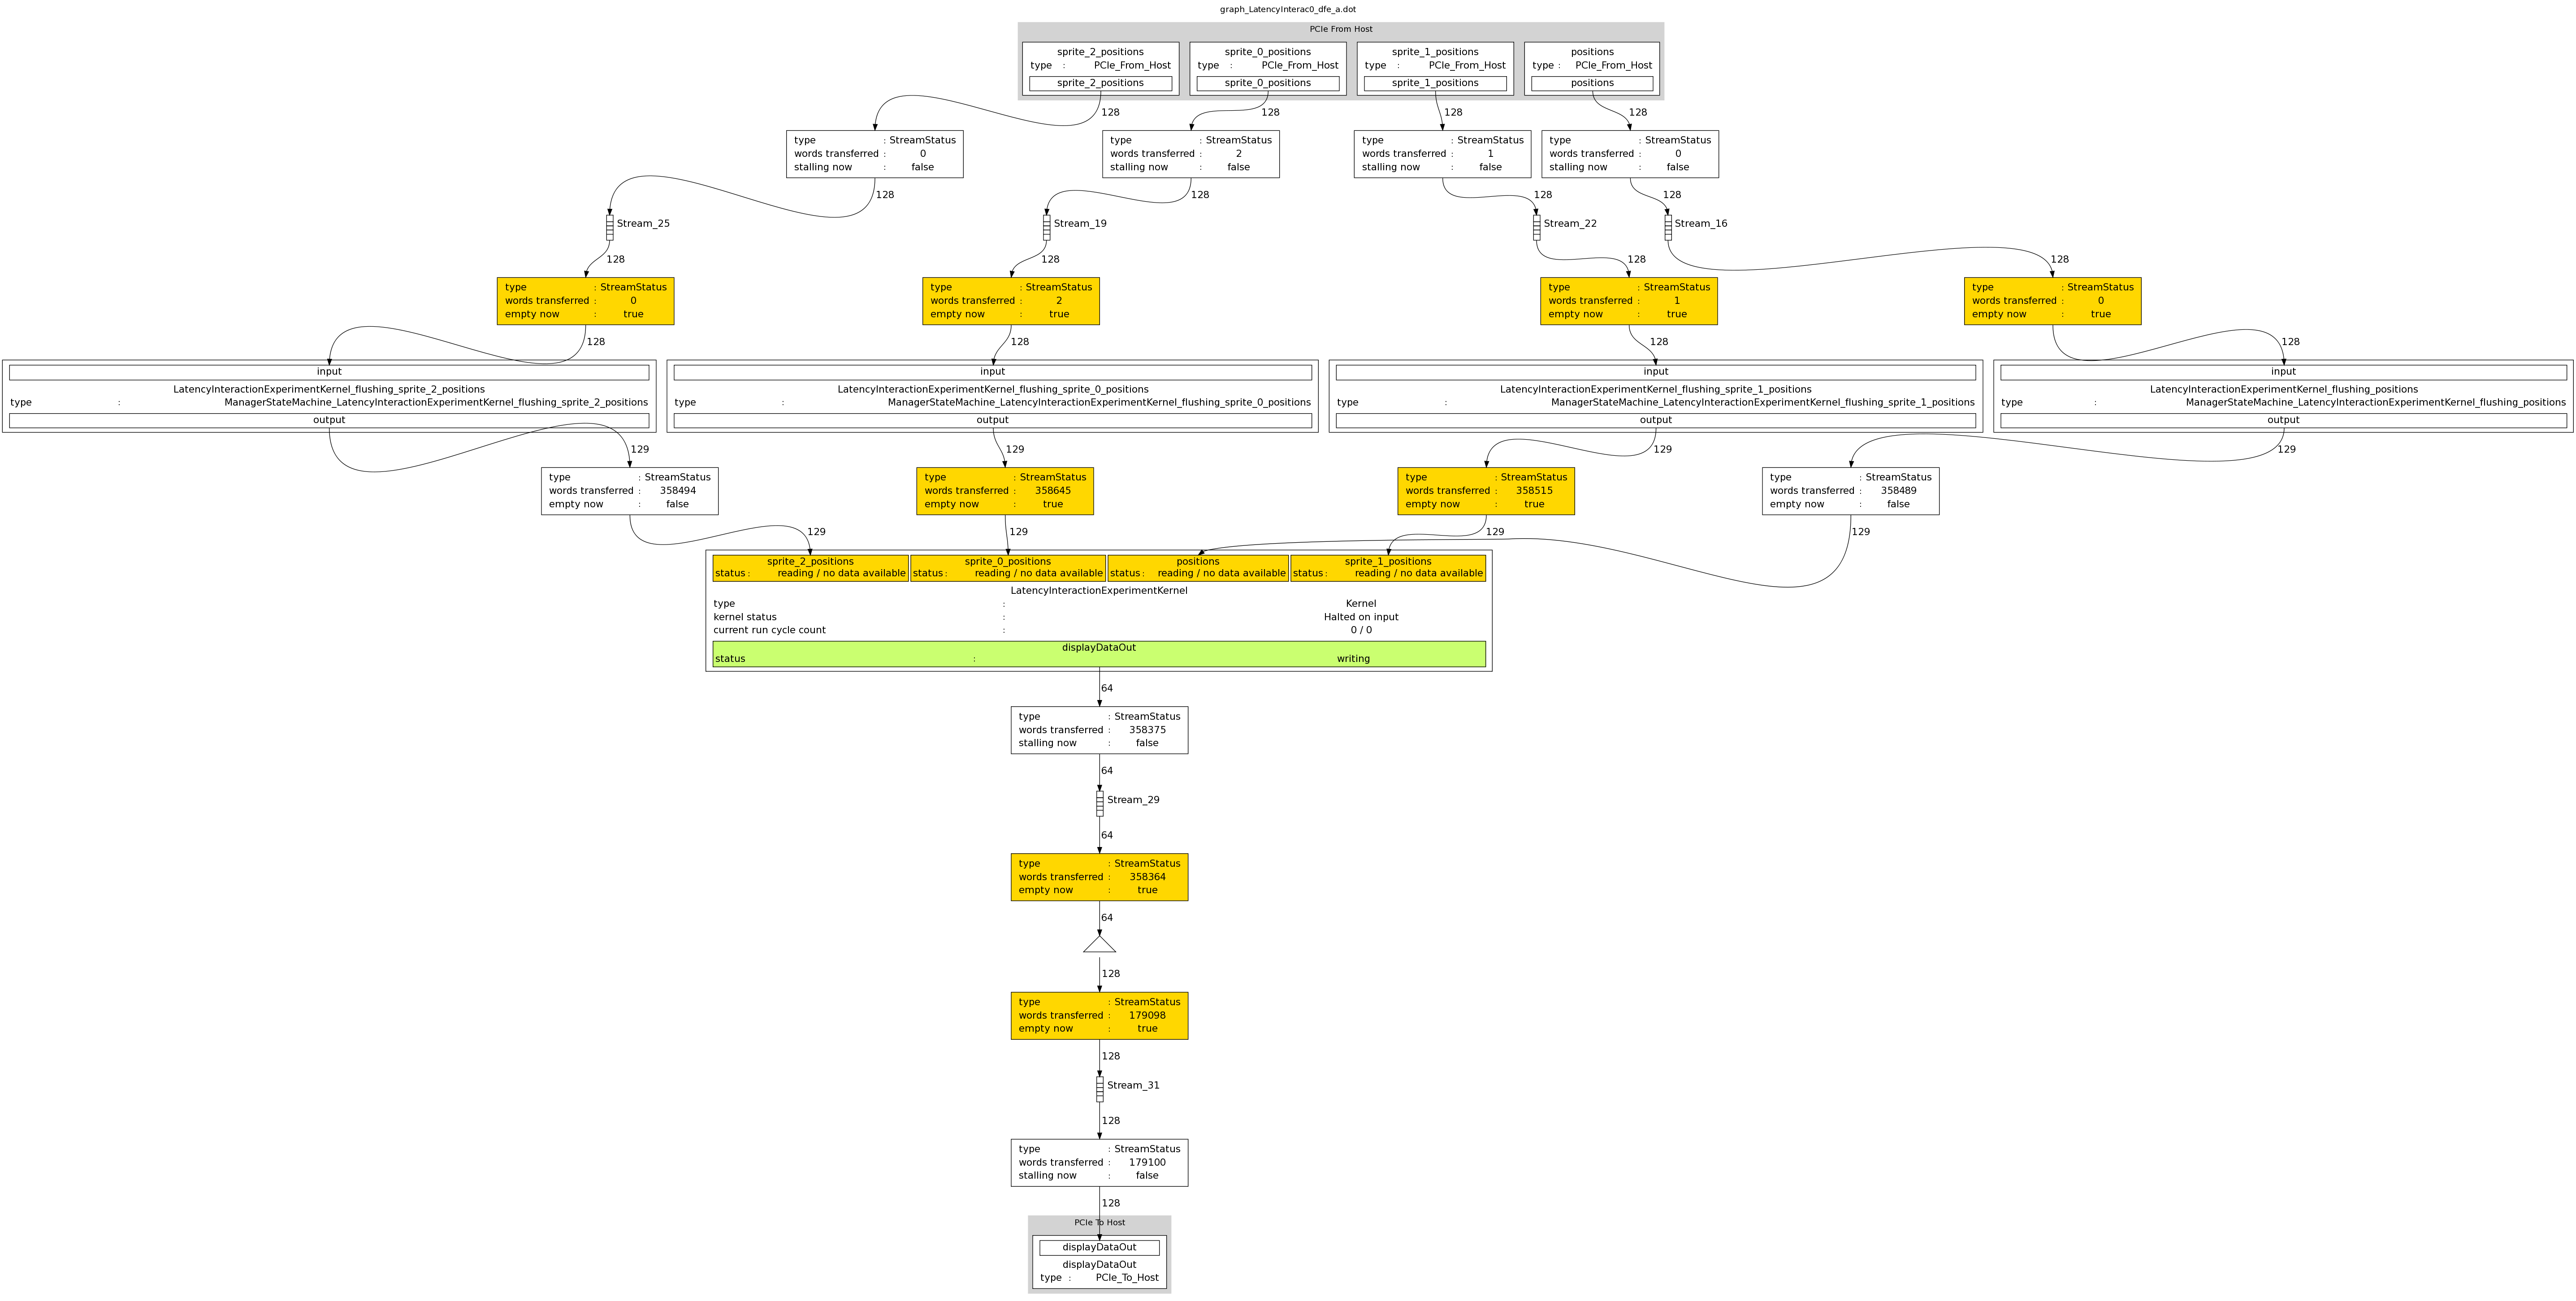 graph_LatencyInterac0_dfe_a.dot
PCIe From Host
sprite_2_positions
type : PCIe_From_Host
sprite_2_positions
sprite_0_positions
type : PCIe_From_Host
sprite_0_positions
sprite_1_positions
type : PCIe_From_Host
sprite_1_positions
positions
type : PCIe_From_Host
positions
128
128
128
128
type : StreamStatus
words transferred : 0
stalling now : false
type : StreamStatus
words transferred : 2
stalling now : false
type : StreamStatus
words transferred : 1
stalling now : false
type : StreamStatus
words transferred : 0
stalling now : false
128
128
128
128
Stream_25
Stream_19
Stream_22
Stream_16
128
128
128
128
type : StreamStatus
words transferred : 0
empty now : true
type : StreamStatus
words transferred : 2
empty now : true
type : StreamStatus
words transferred : 1
empty now : true
type : StreamStatus
words transferred : 0
empty now : true
128
128
128
128
input
LatencyInteractionExperimentKernel_flushing_sprite_2_positions
type : ManagerStateMachine_LatencyInteractionExperimentKernel_flushing_sprite_2_positions
output
input
LatencyInteractionExperimentKernel_flushing_sprite_0_positions
type : ManagerStateMachine_LatencyInteractionExperimentKernel_flushing_sprite_0_positions
output
input
LatencyInteractionExperimentKernel_flushing_sprite_1_positions
type : ManagerStateMachine_LatencyInteractionExperimentKernel_flushing_sprite_1_positions
output
input
LatencyInteractionExperimentKernel_flushing_positions
type : ManagerStateMachine_LatencyInteractionExperimentKernel_flushing_positions
output
129
129
129
129
type : StreamStatus
words transferred : 358494
empty now : false
type : StreamStatus
words transferred : 358645
empty now : true
type : StreamStatus
words transferred : 358515
empty now : true
type : StreamStatus
words transferred : 358489
empty now : false
129
129
129
129
sprite_2_positions
status : reading / no data available
sprite_0_positions
status : reading / no data available
positions
status : reading / no data available
sprite_1_positions
status : reading / no data available
LatencyInteractionExperimentKernel
type : Kernel
kernel status : Halted on input
current run cycle count : 0 / 0
displayDataOut
status : writing
64
type : StreamStatus
words transferred : 358375
stalling now : false
64
Stream_29
64
type : StreamStatus
words transferred : 358364
empty now : true
64
128
type : StreamStatus
words transferred : 179098
empty now : true
128
Stream_31
128
type : StreamStatus
words transferred : 179100
stalling now : false
128
PCIe To Host
displayDataOut
displayDataOut
type : PCIe_To_Host